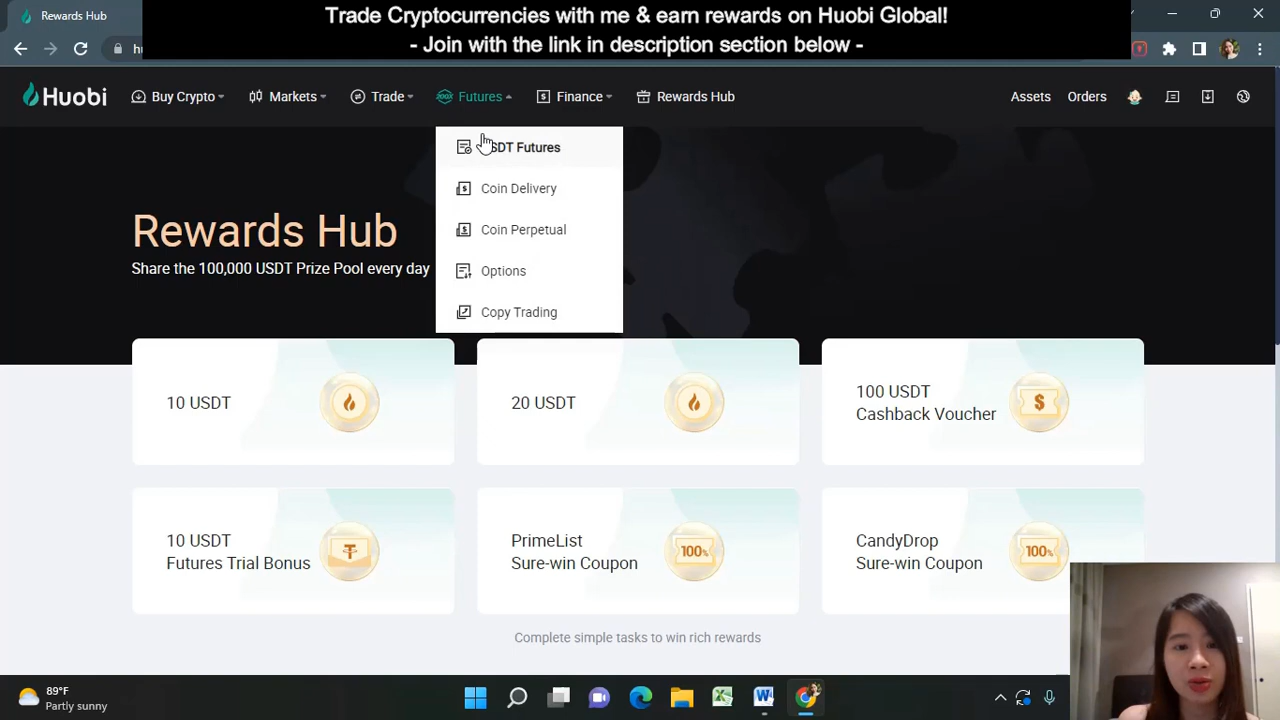 Trade Cryptocurrencies with me & earn rewards on Huobi Global!
- Join with the link in description section below -
Rewards Hub
Huobi
Buy Crypto
Markets
Trade
Futures
Finance
Rewards Hub
Assets
Orders
SDT Futures
Coin Delivery
Coin Perpetual
Options
Copy Trading
Rewards Hub
Share the 100,000 USDT Prize Pool every day
10 USDT
20 USDT
100 USDT
Cashback Voucher
10 USDT
Futures Trial Bonus
PrimeList
Sure-win Coupon
100%
CandyDrop
Sure-win Coupon
100%
Complete simple tasks to win rich rewards
89°F
Partly sunny